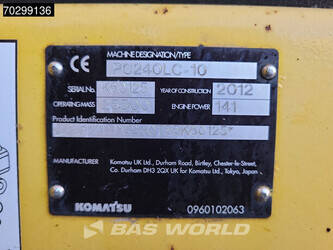 70299136
MACHINE DESIGNATION/TYPE
PC240LC-10
SERIAL No. YEAR OF CONSTRUCTION 2012
OPERATING MASS ENGINE POWER 141
Product Identification Number
MANUFACTURER Komatsu UK Ltd., Durham Road, Birtley, Chester-le-Street,
Co. Durham DH3 2QX UK for Komatsu Ltd., Tokyo, Japan
KOMATSU 0960102063
BAS WORLD